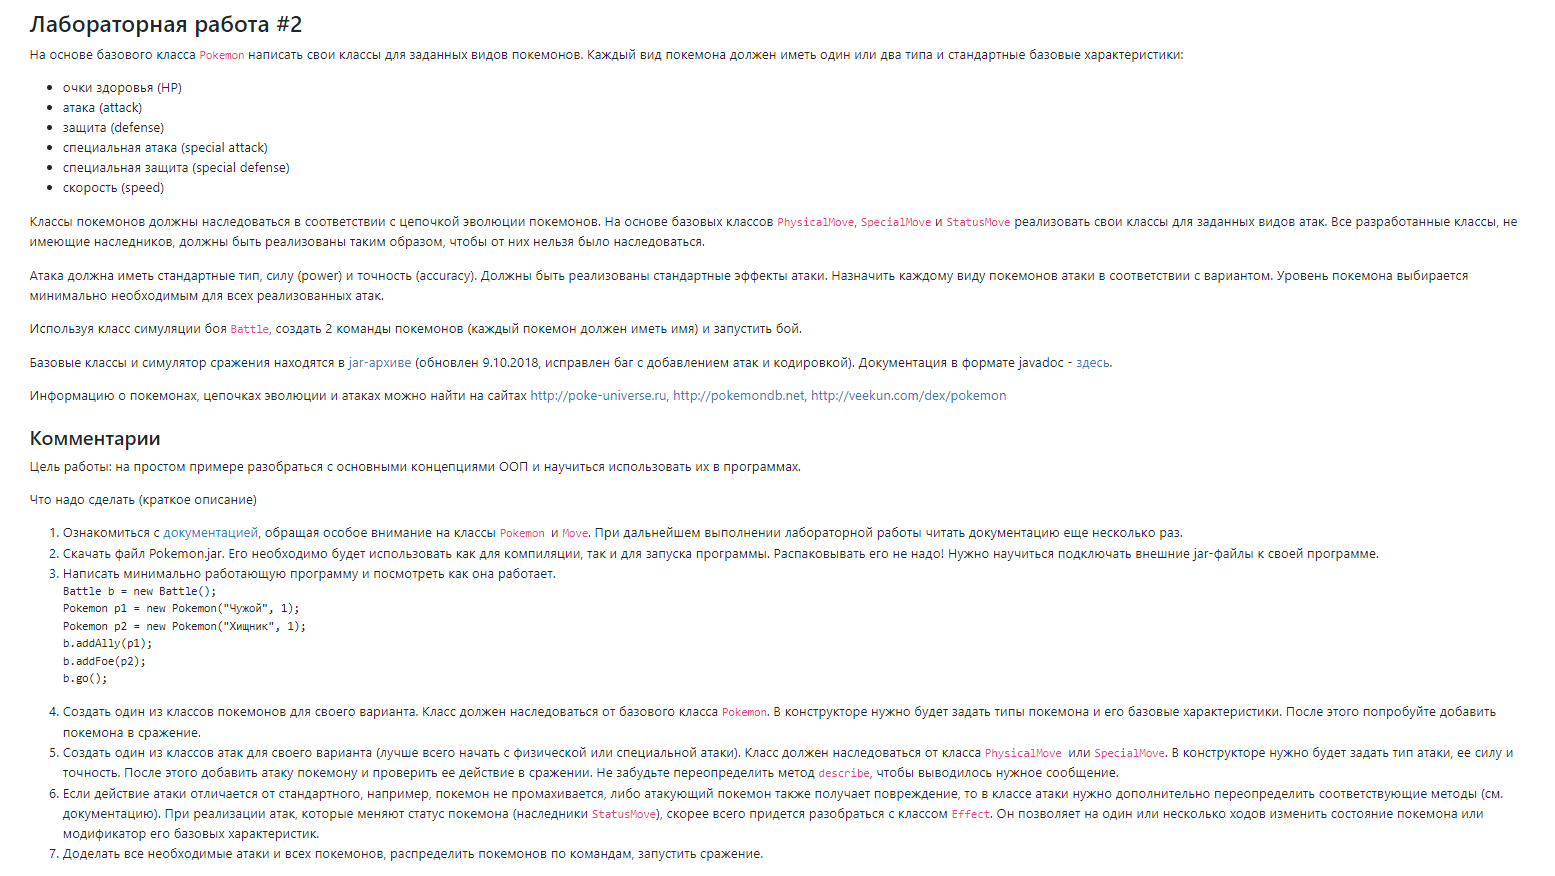 Лабораторная работа #2
На основе базового класса Pokemon написать свои классы для заданных видов покемонов. Каждый вид покемона должен иметь один или два типа и стандартные базовые характеристики:
• очки здоровья (HP)
• атака (attack)
• защита (defense)
• специальная атака (special attack)
• специальная защита (special defense)
• скорость (speed)
Классы покемонов должны наследоваться в соответствии с цепочкой эволюции покемонов. На основе базовых классов PhysicalMove, SpecialMove и StatusMove реализовать свои классы для заданных видов атак. Все разработанные классы, не
имеющие наследников, должны быть реализованы таким образом, чтобы от них нельзя было наследоваться.
Атака должна иметь стандартные тип, силу (power) и точность (accuracy). Должны быть реализованы стандартные эффекты атаки. Назначить каждому виду покемонов атаки в соответствии с вариантом. Уровень покемона выбирается
минимально необходимым для всех реализованных атак.
Используя класс симуляции боя Battle, создать 2 команды покемонов (каждый покемон должен иметь имя) и запустить бой.
Базовые классы и симулятор сражения находятся в jar-архиве (обновлен 9.10.2018, исправлен баг с добавлением атак и кодировкой). Документация в формате javadoc - здесь.
Информацию о покемонах, цепочках эволюции и атаках можно найти на сайтах http://poke-universe.ru, http://pokemondb.net, http://veekun.com/dex/pokemon
Комментарии
Цель работы: на простом примере разобраться с основными концепциями ООП и научиться использовать их в программах.
Что надо сделать (краткое описание)
1. Ознакомиться с документацией, обращая особое внимание на классы Pokemon и Move. При дальнейшем выполнении лабораторной работы читать документацию еще несколько раз.
2. Скачать файл Pokemon.jar. Его необходимо будет использовать как для компиляции, так и для запуска программы. Распаковывать его не надо! Нужно научиться подключать внешние jar-файлы к своей программе.
3. Написать минимально работающую программу и посмотреть как она работает.
Battle b = new Battle();
Pokemon p1 = new Pokemon("Чужой", 1);
Pokemon p2 = new Pokemon("Хищник", 1);
b.addAlly(p1);
b.addFoe(p2);
b.go();
4. Создать один из классов покемонов для своего варианта. Класс должен наследоваться от базового класса Pokemon. В конструкторе нужно будет задать типы покемона и его базовые характеристики. После этого попробуйте добавить
покемона в сражение.
5. Создать один из классов атак для своего варианта (лучше всего начать с физической или специальной атаки). Класс должен наследоваться от класса PhysicalMove или SpecialMove. В конструкторе нужно будет задать тип атаки, ее силу и
точность. После этого добавить атаку покемону и проверить ее действие в сражении. Не забудьте переопределить метод describe, чтобы выводилось нужное сообщение.
6. Если действие атаки отличается от стандартного, например, покемон не промахивается, либо атакующий покемон также получает повреждение, то в классе атаки нужно дополнительно переопределить соответствующие методы (см.
документацию). При реализации атак, которые меняют статус покемона (наследники StatusMove), скорее всего придется разобраться с классом Effect. Он позволяет на один или несколько ходов изменить состояние покемона или
модификатор его базовых характеристик.
7. Доделать все необходимые атаки и всех покемонов, распределить покемонов по командам, запустить сражение.